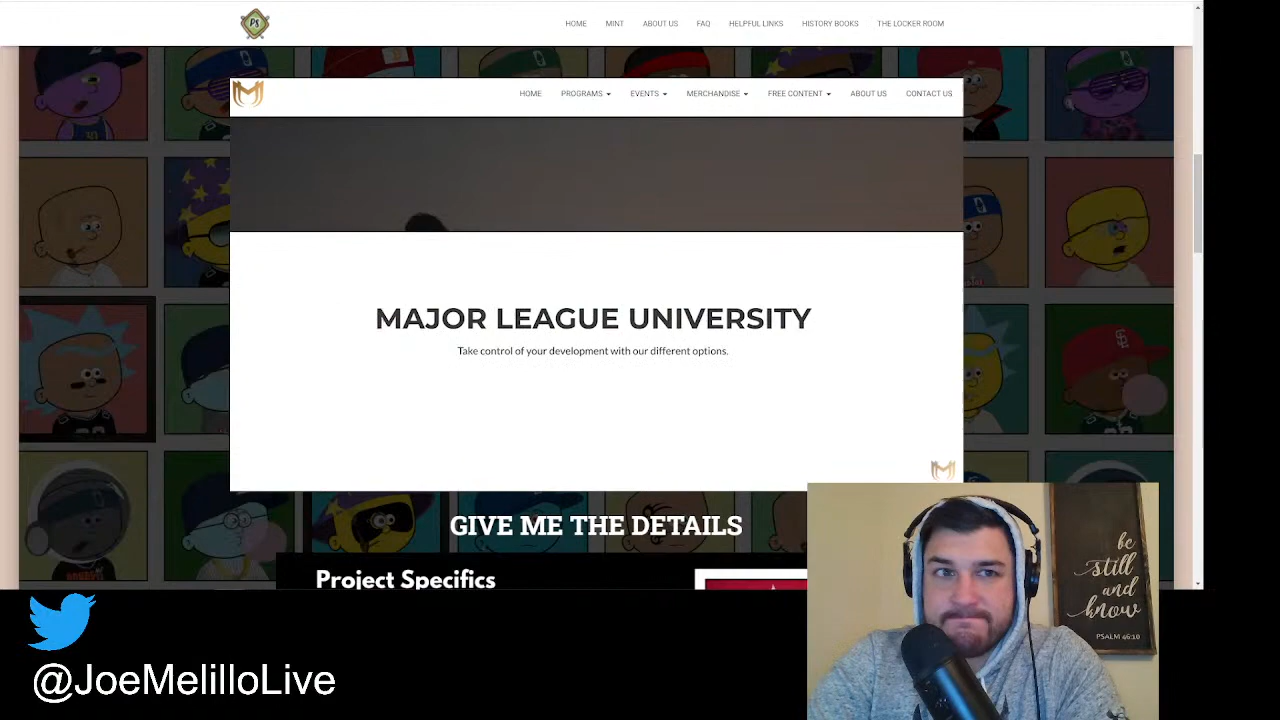 PS
HOME MINT ABOUT US FAQ HELPFUL LINKS HISTORY BOOKS THE LOCKER ROOM
HOME PROGRAMS EVENTS MERCHANDISE FREE CONTENT ABOUT US CONTACT US
MAJOR LEAGUE UNIVERSITY
Take control of your development with our different options.
GIVE ME THE DETAILS
Project Specifics
be
still
and
know
PSALM 46:10
@JoeMelilloLive